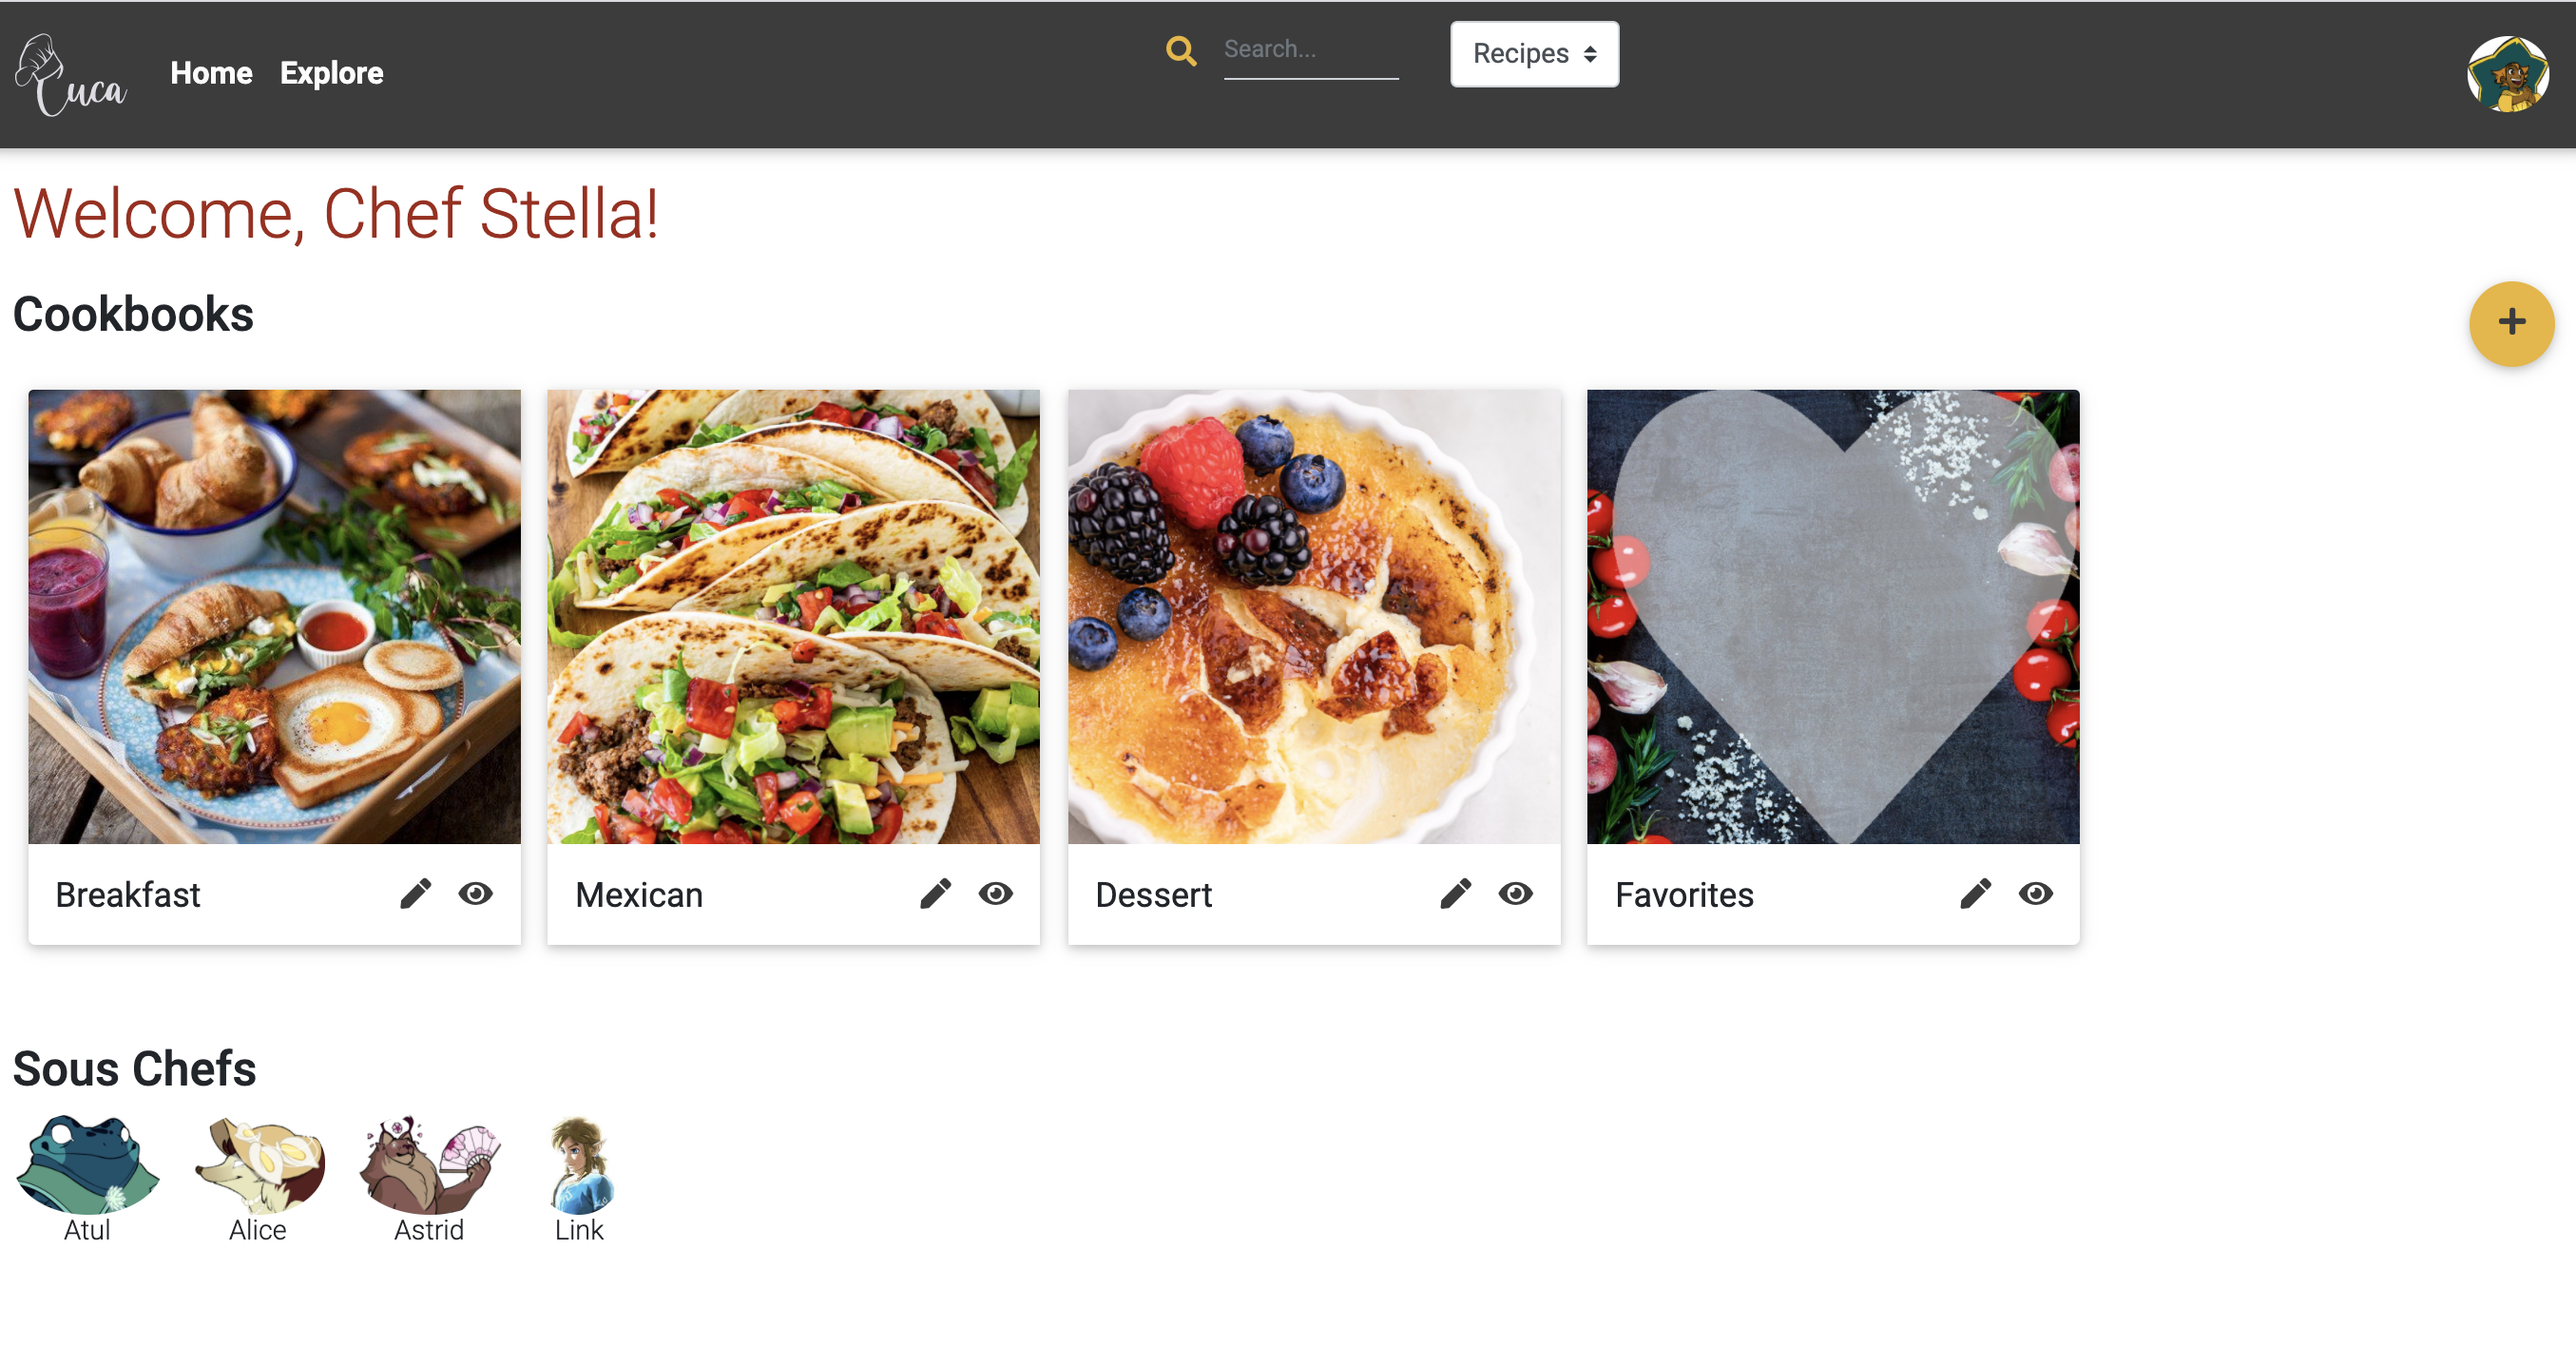 Cuca
Home Explore
Search...
Recipes
Welcome, Chef Stella!
Cookbooks
Breakfast
Mexican
Dessert
Favorites
Sous Chefs
Atul
Alice
Astrid
Link